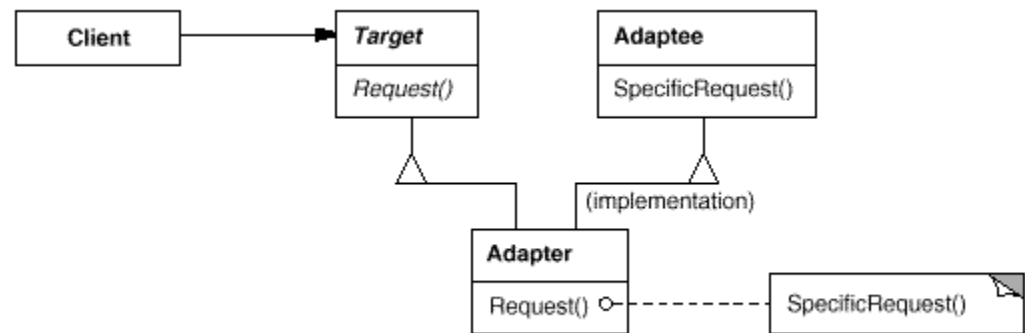 Client
Target
Request()
Adaptee
SpecificRequest()
(implementation)
Adapter
Request()
SpecificRequest()